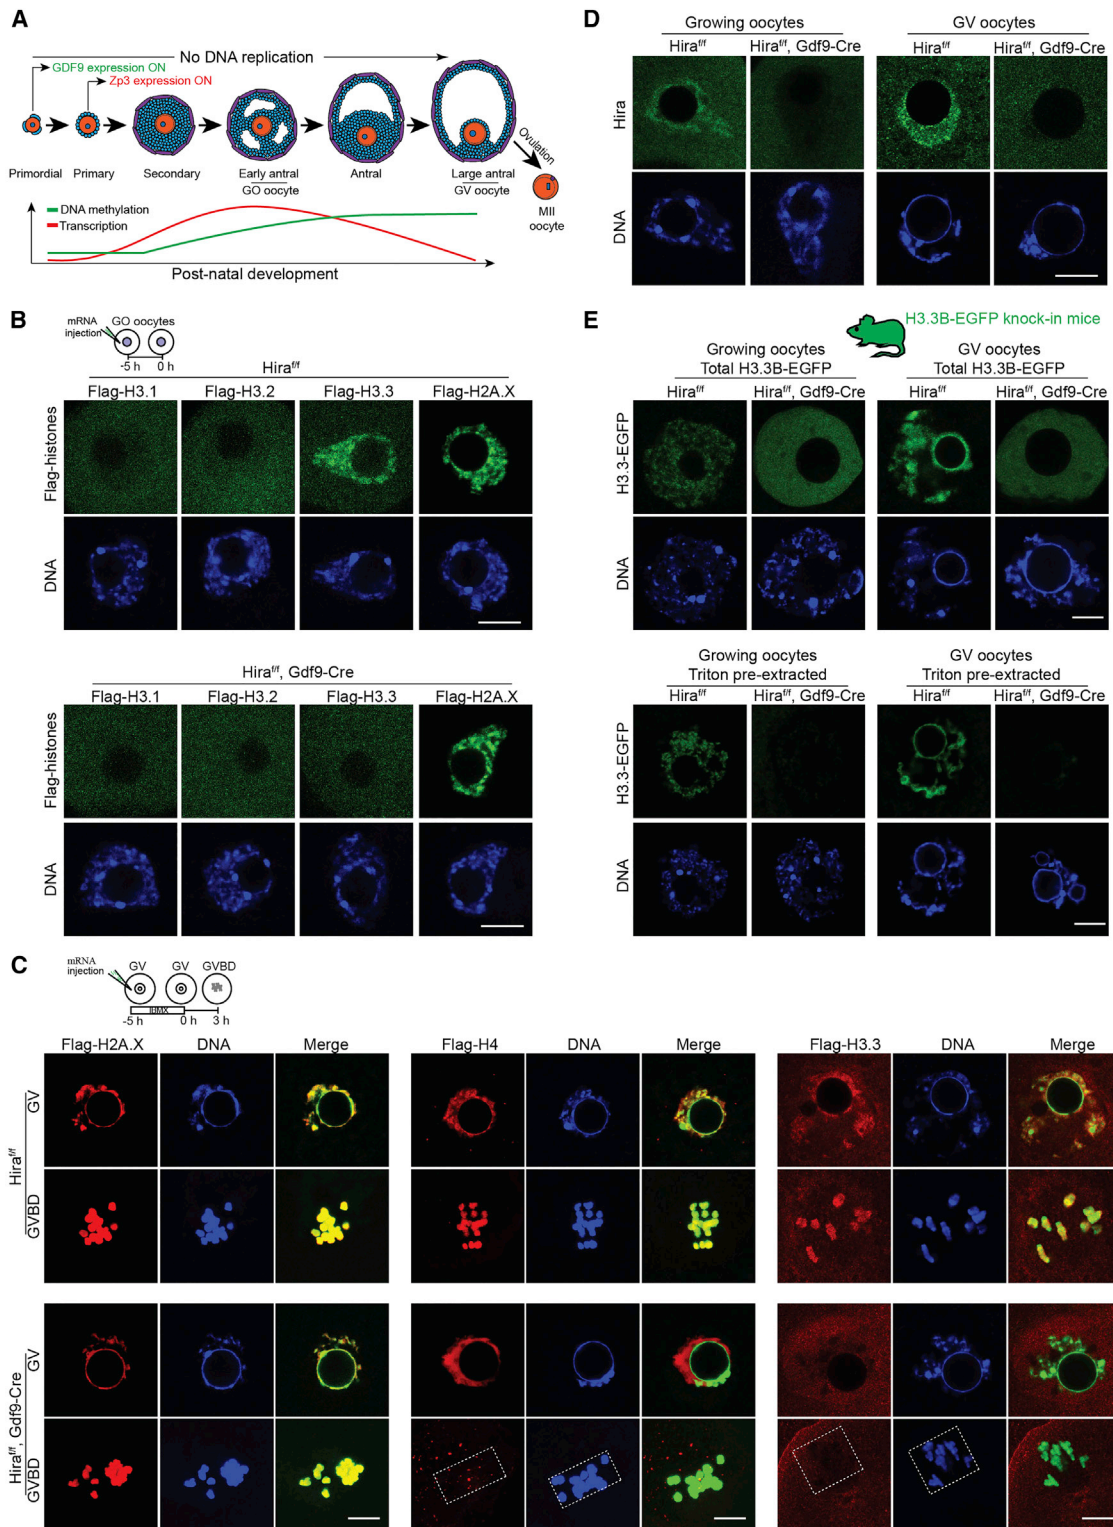 A
No DNA replication
GDF9 expression ON
Zp3 expression ON
Primordial
Primary
Secondary
Early antral
GO oocyte
Antral
Large antral
GV oocyte
Ovulation
MII
oocyte
DNA methylation
Transcription
Post-natal development
B
mRNA
injection
GO oocytes
-5 h
0 h
Hiraf/f
Flag-H3.1
Flag-H3.2
Flag-H3.3
Flag-H2A.X
Flag-histones
DNA
Hiraf/f, Gdf9-Cre
Flag-H3.1
Flag-H3.2
Flag-H3.3
Flag-H2A.X
Flag-histones
DNA
C
mRNA
injection
GV
GV
GVBD
IBMX
-5 h
0 h
3 h
Flag-H2A.X
DNA
Merge
Flag-H4
DNA
Merge
Flag-H3.3
DNA
Merge
Hiraf/f
GV
GVBD
Hiraf/f, Gdf9-Cre
GV
GVBD
D
Growing oocytes
GV oocytes
Hiraf/f
Hiraf/f, Gdf9-Cre
Hiraf/f
Hiraf/f, Gdf9-Cre
Hira
DNA
E
H3.3B-EGFP knock-in mice
Growing oocytes
Total H3.3B-EGFP
GV oocytes
Total H3.3B-EGFP
Hiraf/f
Hiraf/f, Gdf9-Cre
Hiraf/f
Hiraf/f, Gdf9-Cre
H3.3-EGFP
DNA
Growing oocytes
Triton pre-extracted
GV oocytes
Triton pre-extracted
Hiraf/f
Hiraf/f, Gdf9-Cre
Hiraf/f
Hiraf/f, Gdf9-Cre
H3.3-EGFP
DNA